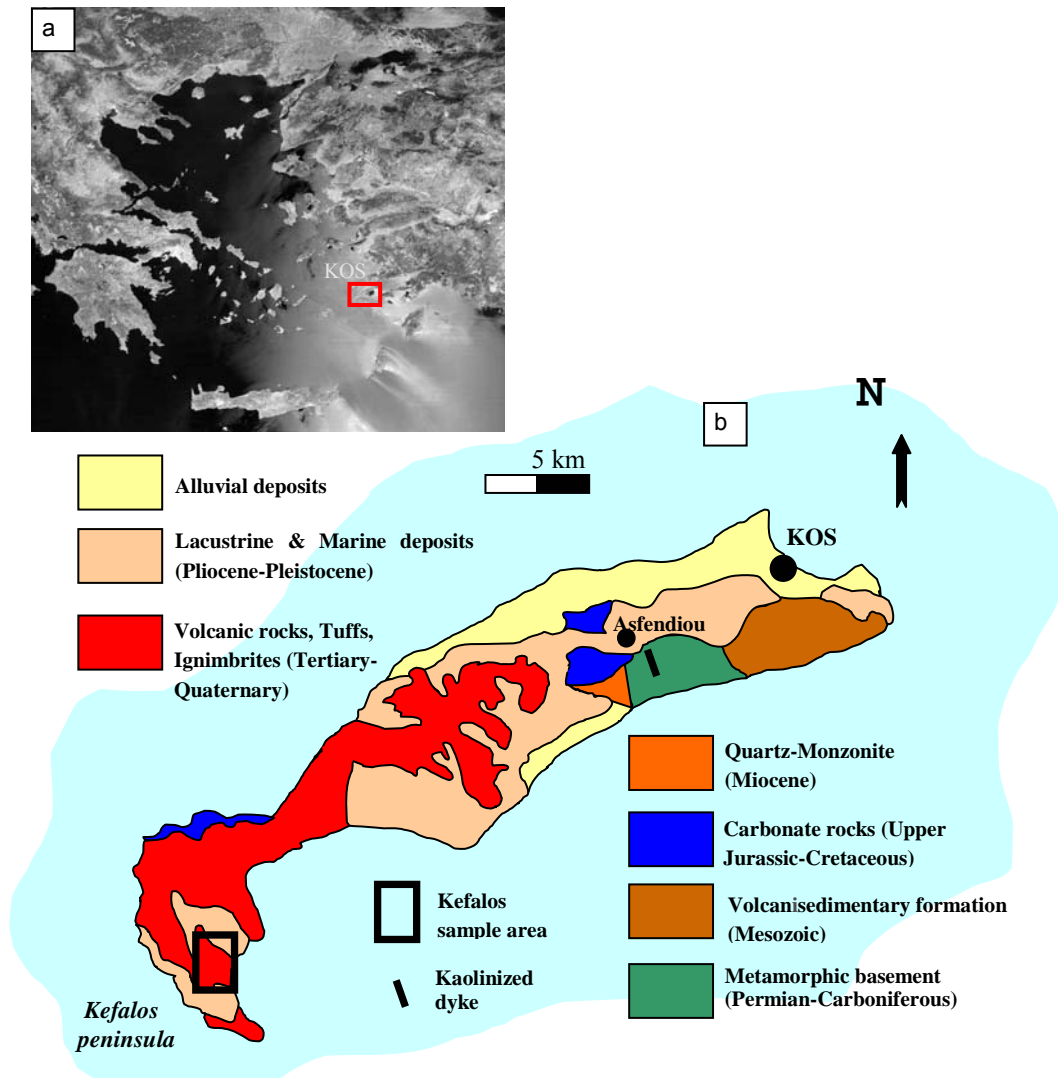 a
KOS
b
N
5 km
Alluvial deposits
Lacustrine & Marine deposits
(Pliocene-Pleistocene)
Volcanic rocks, Tuffs,
Ignimbrites (Tertiary-
Quaternary)
KOS
Asfendiou
Quartz-Monzonite
(Miocene)
Carbonate rocks (Upper
Jurassic-Cretaceous)
Volcanisedimentary formation
(Mesozoic)
Metamorphic basement
(Permian-Carboniferous)
Kefalos
sample area
Kaolinized
dyke
Kefalos
peninsula